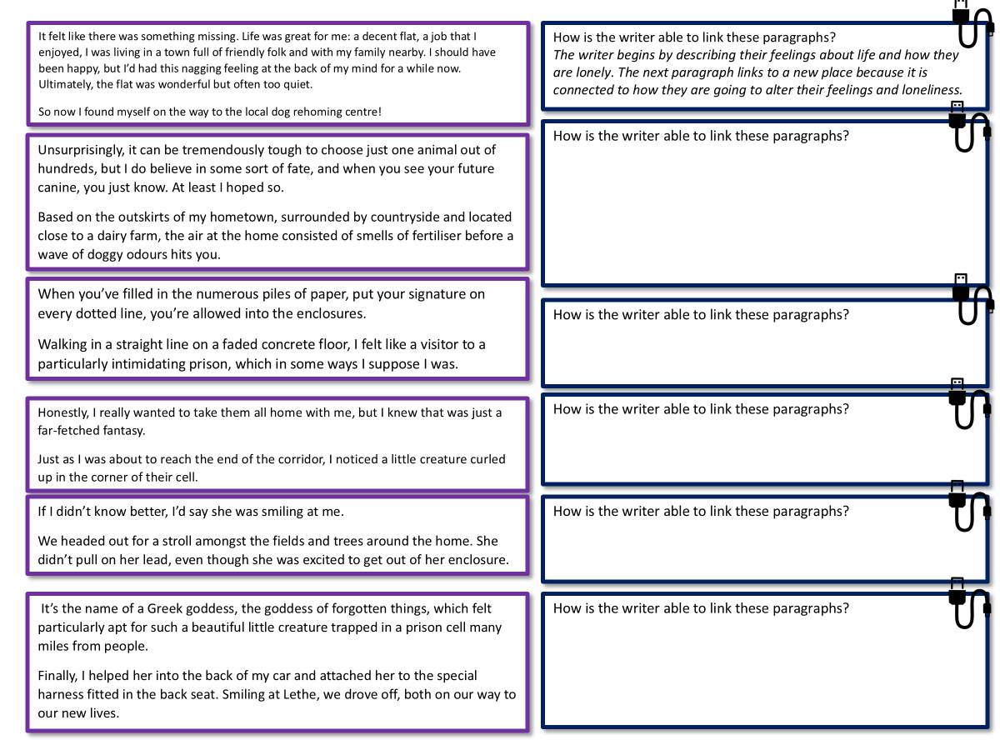 It felt like there was something missing. Life was great for me: a decent flat, a job that I
enjoyed, I was living in a town full of friendly folk and with my family nearby. I should have
been happy, but I'd had this nagging feeling at the back of my mind for a while now.
Ultimately, the flat was wonderful but often too quiet.
So now I found myself on the way to the local dog rehoming centre!
How is the writer able to link these paragraphs?
The writer begins by describing their feelings about life and how they
are lonely. The next paragraph links to a new place because it is
connected to how they are going to alter their feelings and loneliness.
Unsurprisingly, it can be tremendously tough to choose just one animal out of
hundreds, but I do believe in some sort of fate, and when you see your future
canine, you just know. At least I hoped so.
Based on the outskirts of my hometown, surrounded by countryside and located
close to a dairy farm, the air at the home consisted of smells of fertiliser before a
wave of doggy odours hits you.
How is the writer able to link these paragraphs?
When you've filled in the numerous piles of paper, put your signature on
every dotted line, you're allowed into the enclosures.
Walking in a straight line on a faded concrete floor, I felt like a visitor to a
particularly intimidating prison, which in some ways I suppose I was.
How is the writer able to link these paragraphs?
Honestly, I really wanted to take them all home with me, but I knew that was just a
far-fetched fantasy.
Just as I was about to reach the end of the corridor, I noticed a little creature curled
up in the corner of their cell.
How is the writer able to link these paragraphs?
If I didn't know better, I'd say she was smiling at me.
We headed out for a stroll amongst the fields and trees around the home. She
didn't pull on her lead, even though she was excited to get out of her enclosure.
How is the writer able to link these paragraphs?
It's the name of a Greek goddess, the goddess of forgotten things, which felt
particularly apt for such a beautiful little creature trapped in a prison cell many
miles from people.
Finally, I helped her into the back of my car and attached her to the special
harness fitted in the back seat. Smiling at Lethe, we drove off, both on our way to
our new lives.
How is the writer able to link these paragraphs?